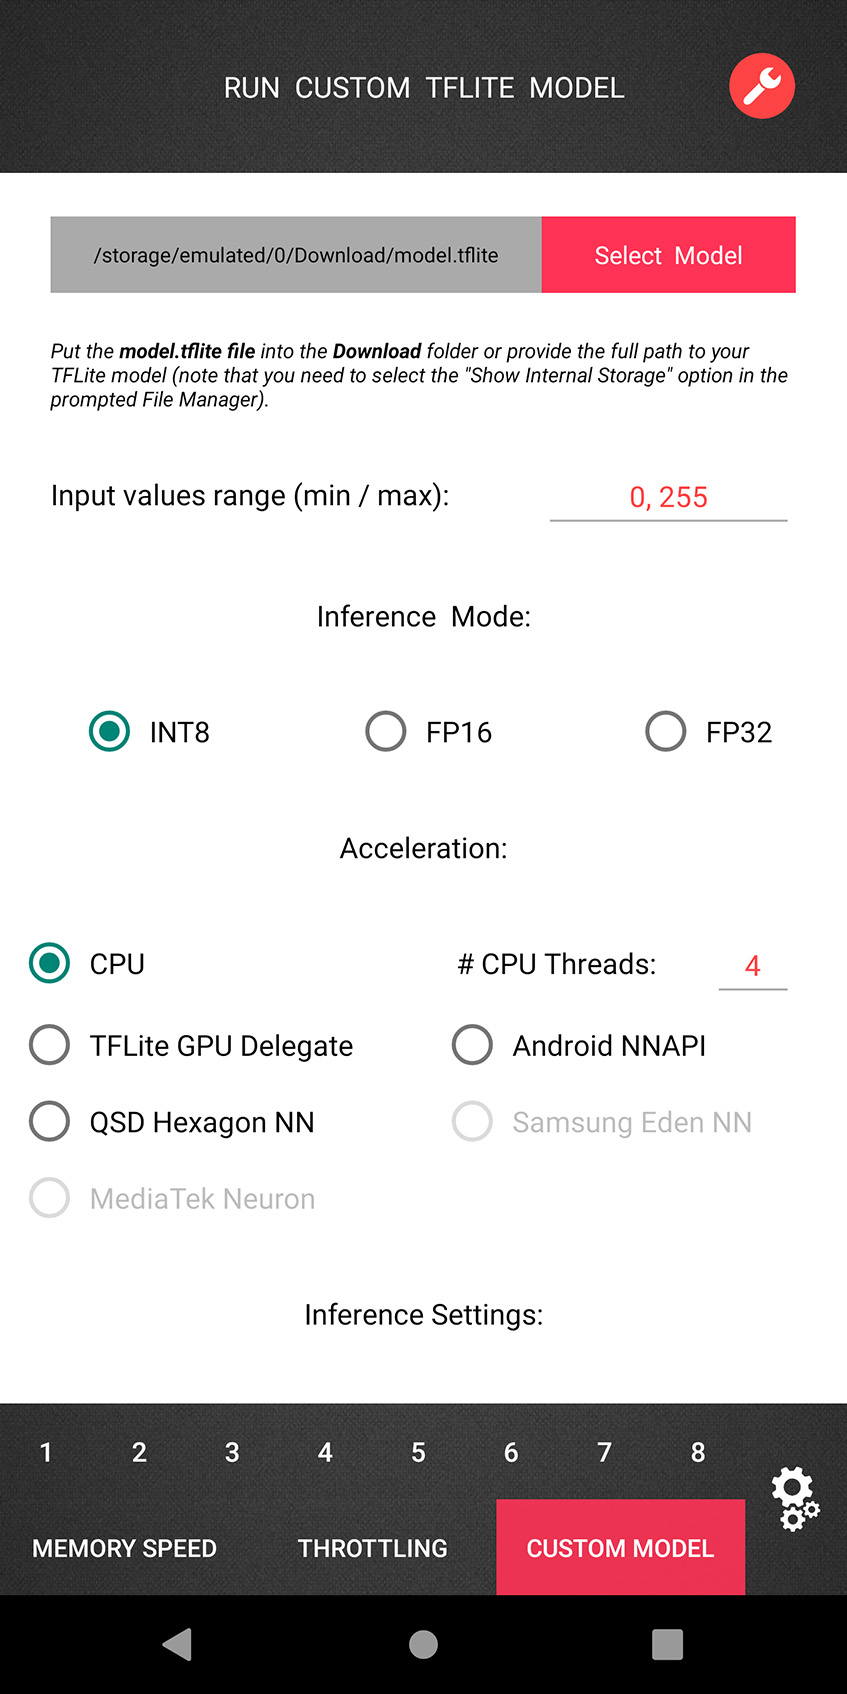 RUN CUSTOM TFLITE MODEL
/storage/emulated/0/Download/model.tflite
Select Model
Put the model.tflite file into the Download folder or provide the full path to your
TFLite model (note that you need to select the "Show Internal Storage" option in the
prompted File Manager).
Input values range (min / max):
0, 255
Inference Mode:
INT8
FP16
FP32
Acceleration:
CPU
# CPU Threads:
4
TFLite GPU Delegate
Android NNAPI
QSD Hexagon NN
Samsung Eden NN
MediaTek Neuron
Inference Settings:
1 2 3 4 5 6 7 8
MEMORY SPEED
THROTTLING
CUSTOM MODEL